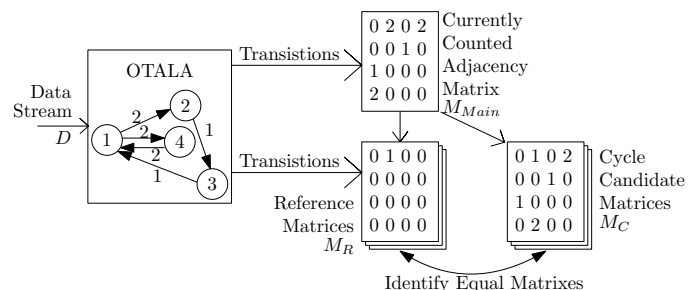 Data
Stream
D
OTALA
1
2
4
3
2
2
2
1
1
Transistions
Transistions
0 2 0 2
0 0 1 0
1 0 0 0
2 0 0 0
Currently
Counted
Adjacency
Matrix
M_Main
0 1 0 0
0 0 0 0
0 0 0 0
0 0 0 0
Reference
Matrices
M_R
0 1 0 2
0 0 1 0
1 0 0 0
0 2 0 0
Cycle
Candidate
Matrices
M_C
Identify Equal Matrixes